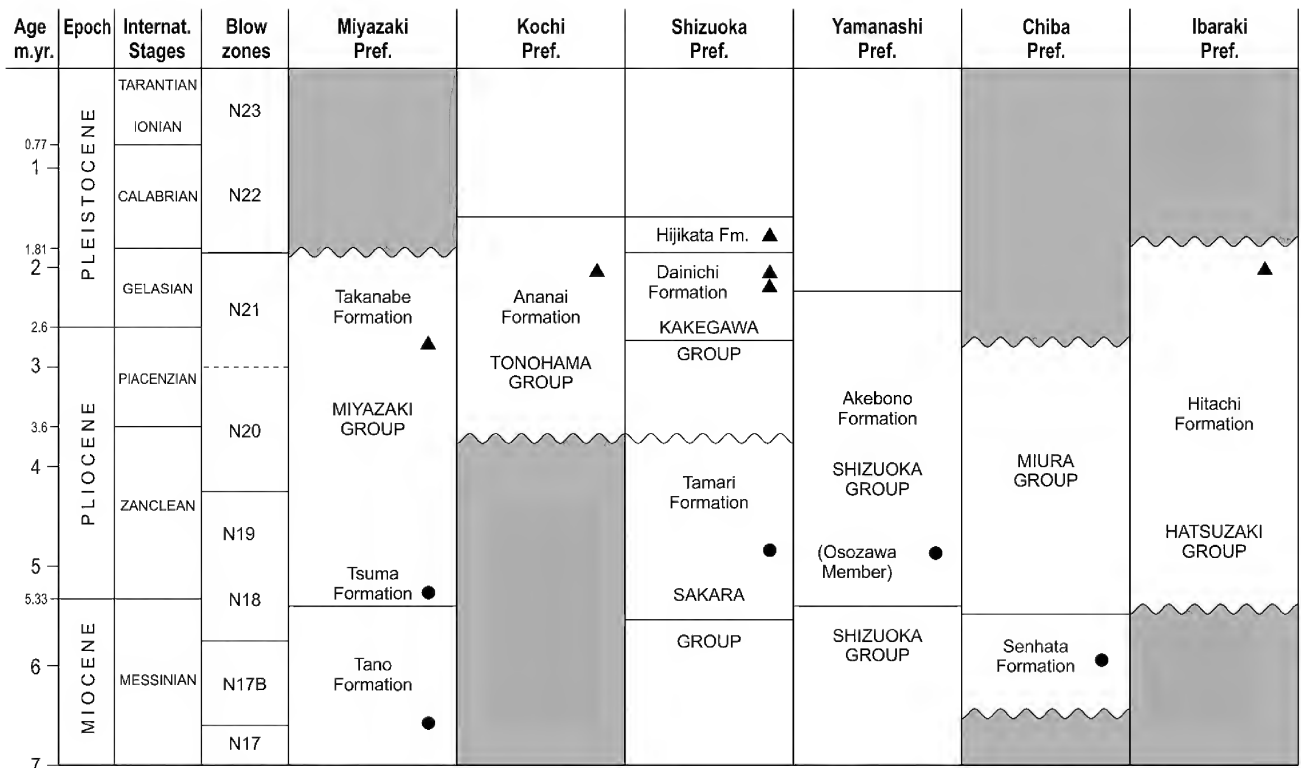 Age m.yr.
Epoch
Internat. Stages
Blow zones
Miyazaki Pref.
Kochi Pref.
Shizuoka Pref.
Yamanashi Pref.
Chiba Pref.
Ibaraki Pref.
0.77
1
1.81
2
2.6
3
3.6
4
5
5.33
6
7
PLEISTOCENE
PLIOCENE
MIOCENE
TARANTIAN
IONIAN
CALABRIAN
GELASIAN
PIACENZIAN
ZANCLEAN
MESSINIAN
N23
N22
N21
N20
N19
N18
N17B
N17
Takanabe
Formation
MIYAZAKI
GROUP
Tsuma
Formation
Tano
Formation
Ananai
Formation
TONOHAMA
GROUP
Hijikata Fm.
Dainichi
Formation
KAKEGAWA
GROUP
Tamari
Formation
SAKARA
GROUP
Akebono
Formation
SHIZUOKA
GROUP
(Osozawa
Member)
SHIZUOKA
GROUP
MIURA
GROUP
Senhata
Formation
Hitachi
Formation
HATSUZAKI
GROUP